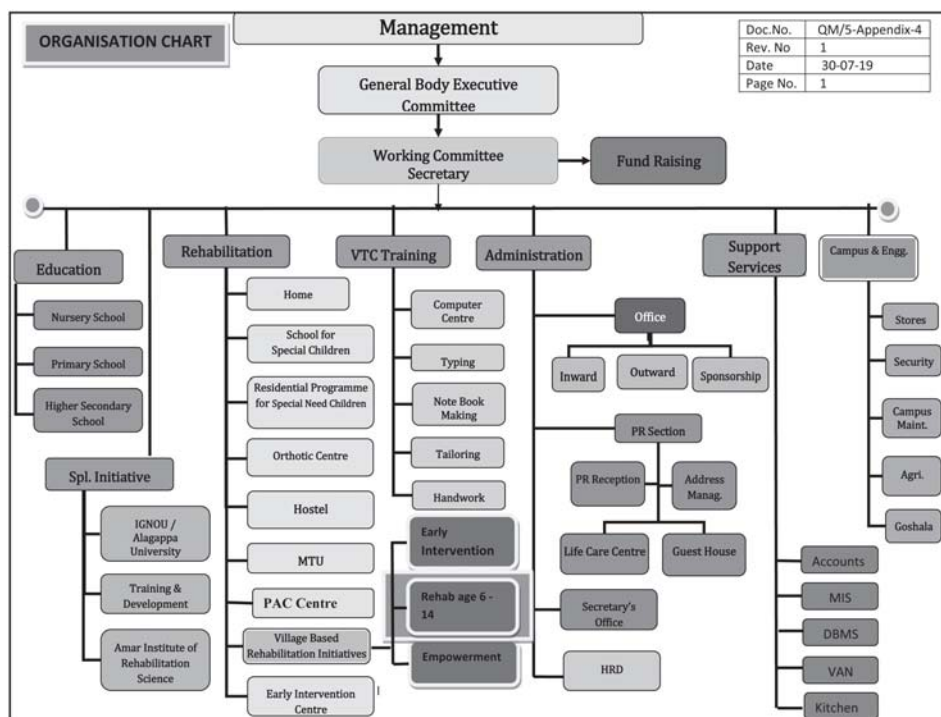 ORGANISATION CHART
Management
Doc.No. QM/5-Appendix-4
Rev. No 1
Date 30-07-19
Page No. 1
General Body Executive
Committee
Working Committee
Secretary
Fund Raising
Education
Nursery School
Primary School
Higher Secondary
School
Spl. Initiative
IGNOU /
Alagappa
University
Training &
Development
Amar Institute of
Rehabilitation
Science
Rehabilitation
Home
School for
Special Children
Residential Programme
for Special Need Children
Orthotic Centre
Hostel
MTU
PAC Centre
Village Based
Rehabilitation Initiatives
Early Intervention
Centre
VTC Training
Computer
Centre
Typing
Note Book
Making
Tailoring
Handwork
Early
Intervention
Rehab age 6 -
14
Empowerment
Administration
Office
Inward
Outward
Sponsorship
PR Section
PR Reception
Address
Manag.
Life Care Centre
Guest House
Secretary's
Office
HRD
Support
Services
Accounts
MIS
DBMS
VAN
Kitchen
Campus & Engg.
Stores
Security
Campus
Maint.
Agri.
Goshala